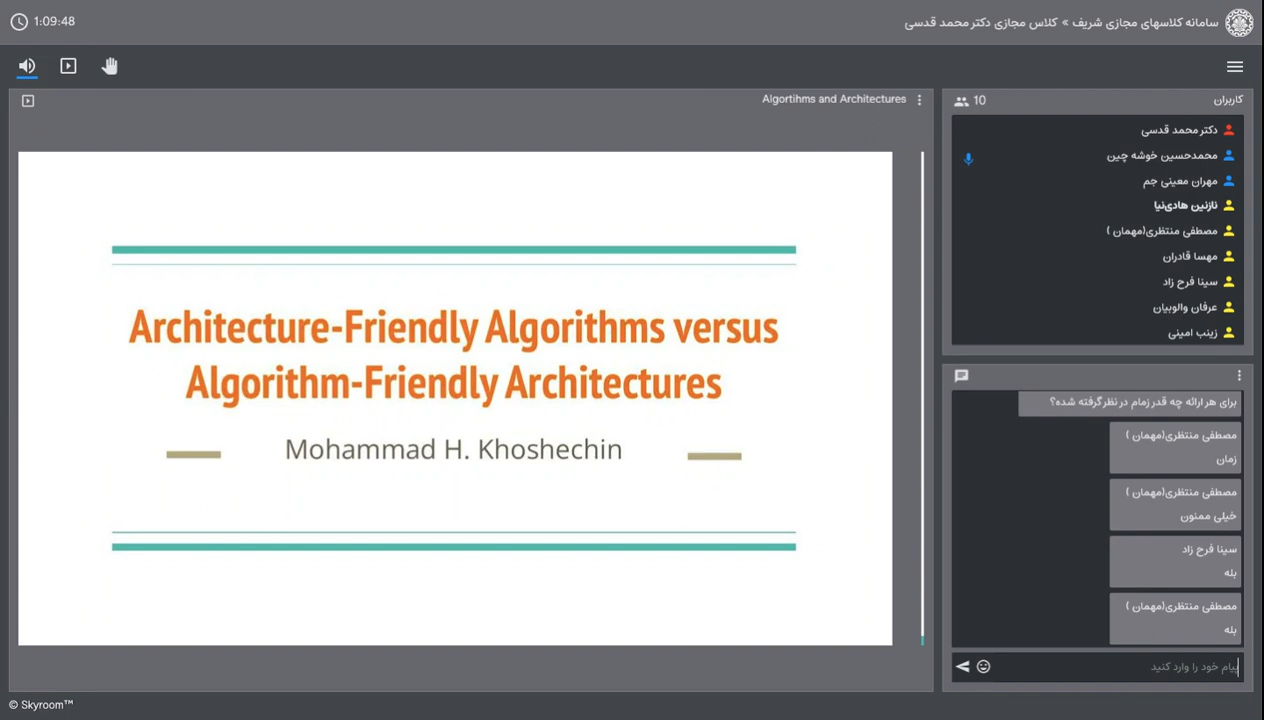 1:09:48
سامانه کلاسهای مجازی شریف » کلاس مجازی دکتر محمد قدسی
Algortihms and Architectures
Architecture-Friendly Algorithms versus
Algorithm-Friendly Architectures
Mohammad H. Khoshechin
10
کاربران
دکتر محمد قدسی
محمدحسین خوشه چین
مهران معینی جم
نازنین هادی‌نیا
مصطفی منتظری(مهمان )
مهسا قادران
سینا فرح زاد
عرفان والوبیان
زینب امینی
برای هر ارائه چه قدر زمام در نظر گرفته شده؟
مصطفی منتظری(مهمان )
زمان
مصطفی منتظری(مهمان )
خیلی ممنون
سینا فرح زاد
بله
مصطفی منتظری(مهمان )
بله
پیام خود را وارد کنید
© Skyroom™